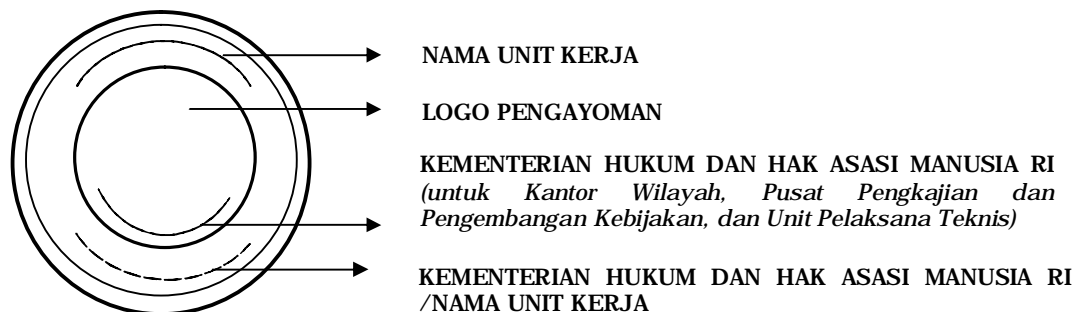 NAMA UNIT KERJA
LOGO PENGAYOMAN
KEMENTERIAN HUKUM DAN HAK ASASI MANUSIA RI
(untuk Kantor Wilayah, Pusat Pengkajian dan
Pengembangan Kebijakan, dan Unit Pelaksana Teknis)
KEMENTERIAN HUKUM DAN HAK ASASI MANUSIA RI
/NAMA UNIT KERJA